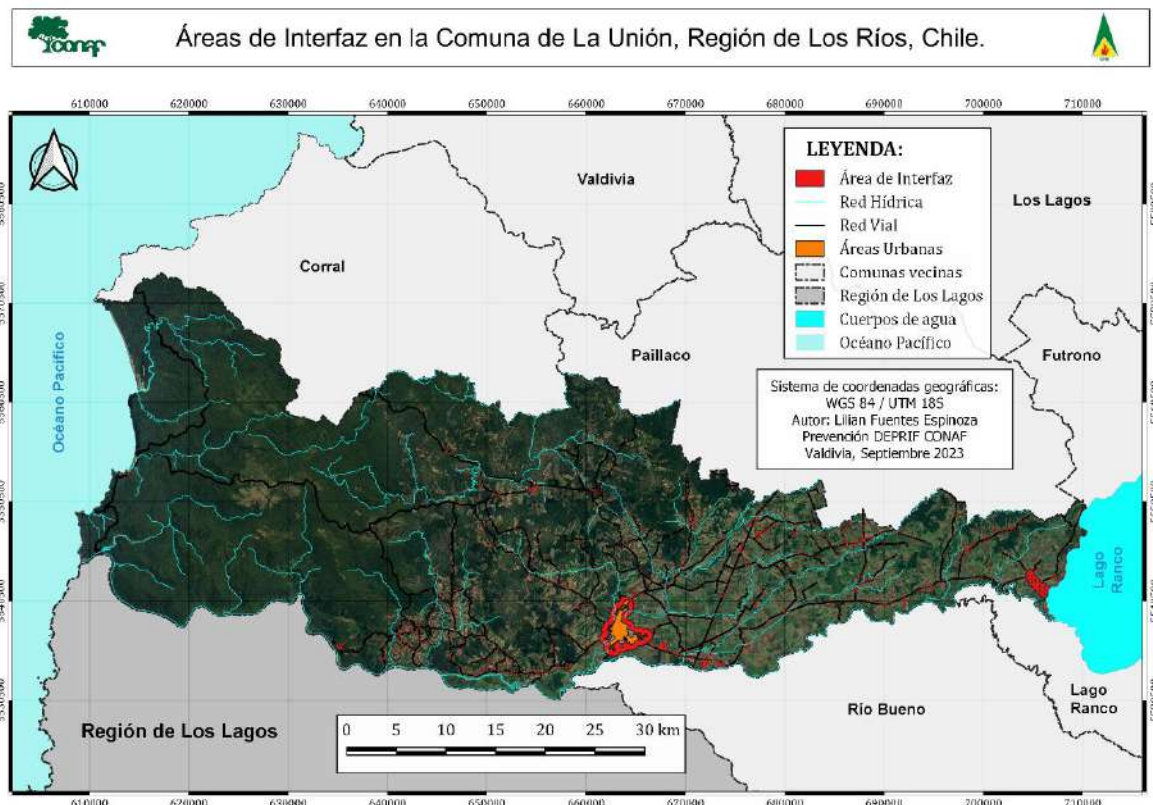 Conaf
Áreas de Interfaz en la Comuna de La Unión, Región de Los Ríos, Chile.
610000 620000 630000 640000 650000 660000 670000 680000 690000 700000 710000
LEYENDA:
Área de Interfaz
Red Hídrica
Red Vial
Áreas Urbanas
Comunas vecinas
Región de Los Lagos
Cuerpos de agua
Océano Pacífico
Valdivia
Los Lagos
Corral
Paillaco
Futrono
Océano Pacífico
Sistema de coordenadas geográficas:
WGS 84 / UTM 18S
Autor: Lilian Fuentes Espinoza
Prevención DEPRIF CONAF
Valdivia, Septiembre 2023
Lago
Ranco
Lago
Ranco
Río Bueno
Región de Los Lagos
0 5 10 15 20 25 30 km
610000 620000 630000 640000 650000 660000 670000 680000 690000 700000 710000